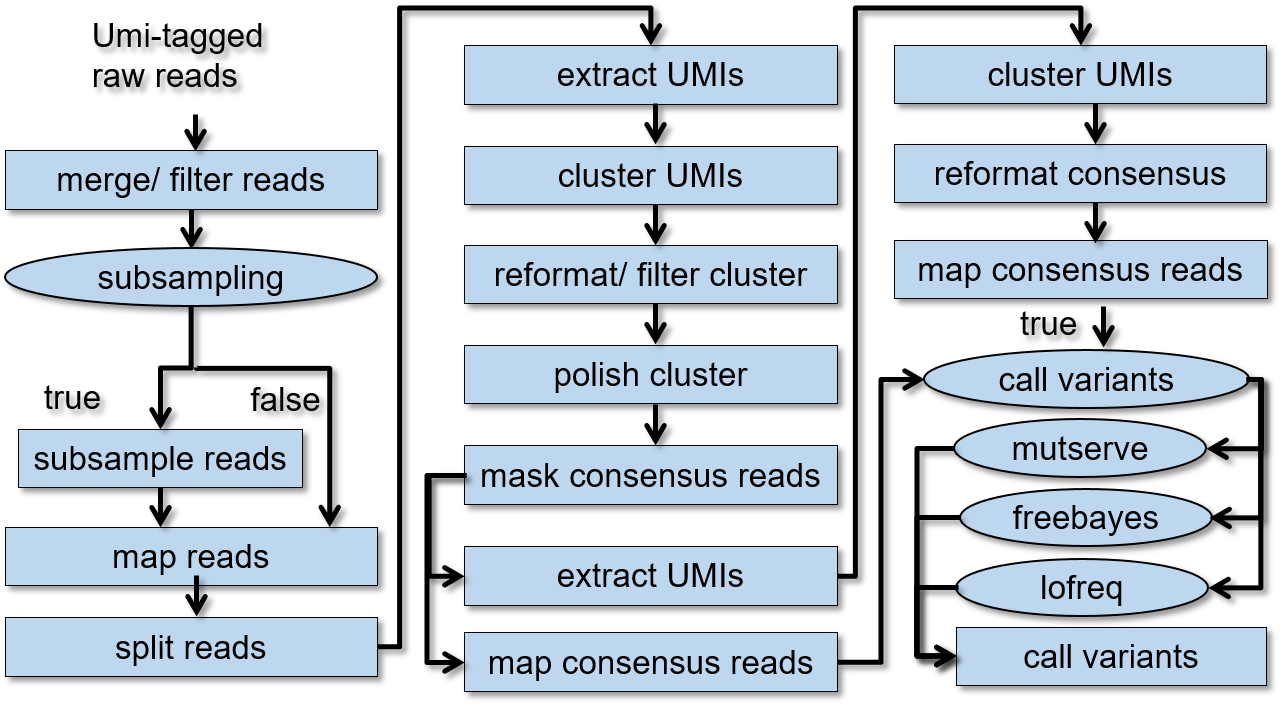 Umi-tagged
raw reads
merge/ filter reads
subsampling
true
false
subsample reads
map reads
split reads
extract UMIs
cluster UMIs
reformat/ filter cluster
polish cluster
mask consensus reads
extract UMIs
map consensus reads
cluster UMIs
reformat consensus
map consensus reads
true
call variants
mutserve
freebayes
lofreq
call variants